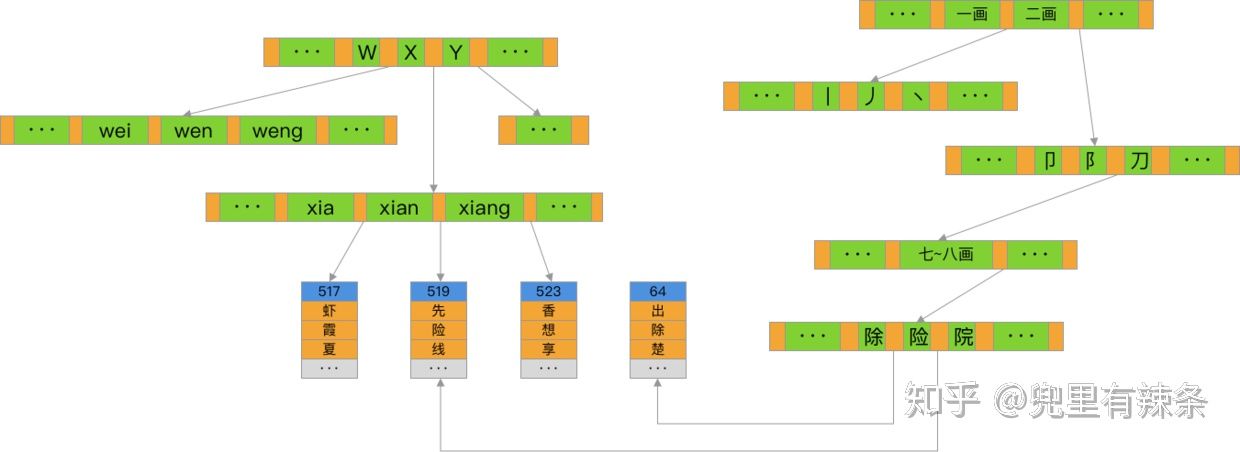 ··· W X Y ···
··· wei wen weng ···
···
··· xia xian xiang ···
517
虾
霞
夏
···
519
先
险
线
···
523
香
想
享
···
64
出
除
楚
···
··· 一画 二画 ···
··· 丨 丿 丶 ···
··· 卩 阝 刀 ···
··· 七~八画 ···
··· 除 险 院 ···
知乎 @兜里有辣条